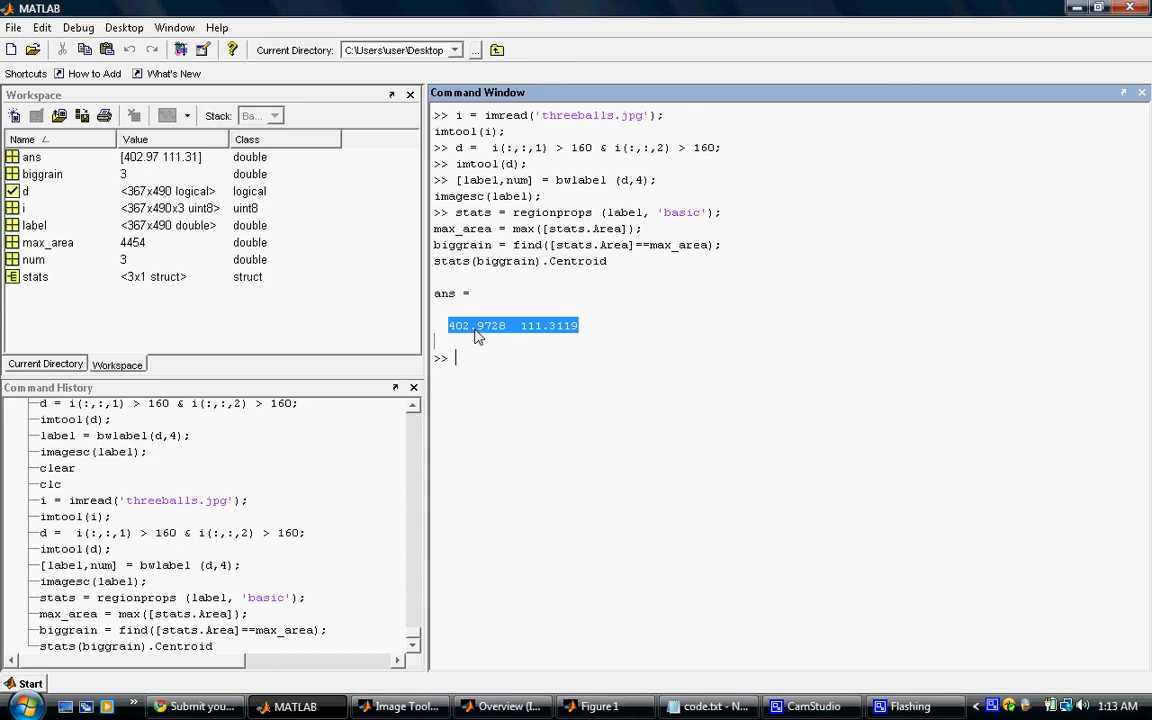 MATLAB
File Edit Debug Desktop Window Help
Current Directory: C:\Users\user\Desktop ...
Shortcuts How to Add What's New
Workspace
Stack: Ba...
Name Value Class
ans [402.97 111.31] double
biggrain 3 double
d <367x490 logical> logical
i <367x490x3 uint8> uint8
label <367x490 double> double
max_area 4454 double
num 3 double
stats <3x1 struct> struct
Current Directory Workspace
Command History
d = i(:,:,1) > 160 & i(:,:,2) > 160;
imtool(d);
label = bwlabel(d,4);
imagesc(label);
clear
clc
i = imread('threeballs.jpg');
imtool(i);
d =  i(:,:,1) > 160 & i(:,:,2) > 160;
imtool(d);
[label,num] = bwlabel (d,4);
imagesc(label);
stats = regionprops (label, 'basic');
max_area = max([stats.Area]);
biggrain = find([stats.Area]==max_area);
stats(biggrain).Centroid
Command Window
>> i = imread('threeballs.jpg');
imtool(i);
>> d =  i(:,:,1) > 160 & i(:,:,2) > 160;
>> imtool(d);
>> [label,num] = bwlabel (d,4);
imagesc(label);
>> stats = regionprops (label, 'basic');
max_area = max([stats.Area]);
biggrain = find([stats.Area]==max_area);
stats(biggrain).Centroid
ans =
402.9728  111.3119
>>
Start
Submit you... MATLAB Image Tool... Overview (I... Figure 1 code.txt - N... CamStudio Flashing 1:13 AM